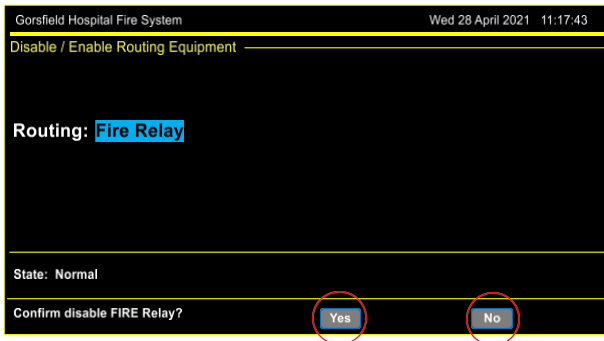 Gorsfield Hospital Fire System Wed 28 April 2021 11:17:43
Disable / Enable Routing Equipment
Routing: Fire Relay
State: Normal
Confirm disable FIRE Relay? Yes No